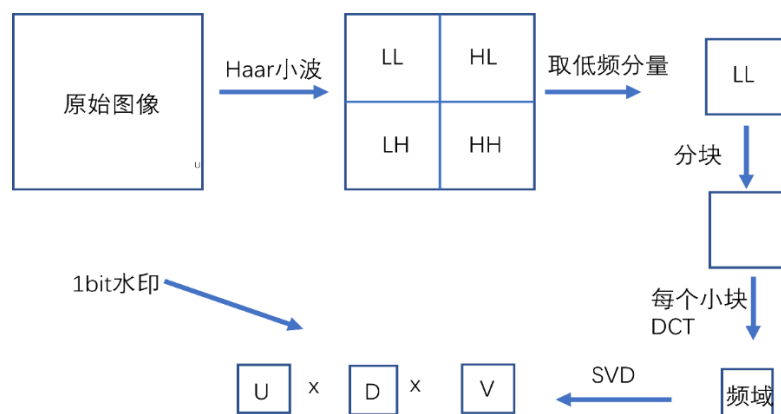 原始图像
U
Haar小波
LL
HL
LH
HH
取低频分量
LL
分块
每个小块
DCT
频域
SVD
1bit水印
U x D x V